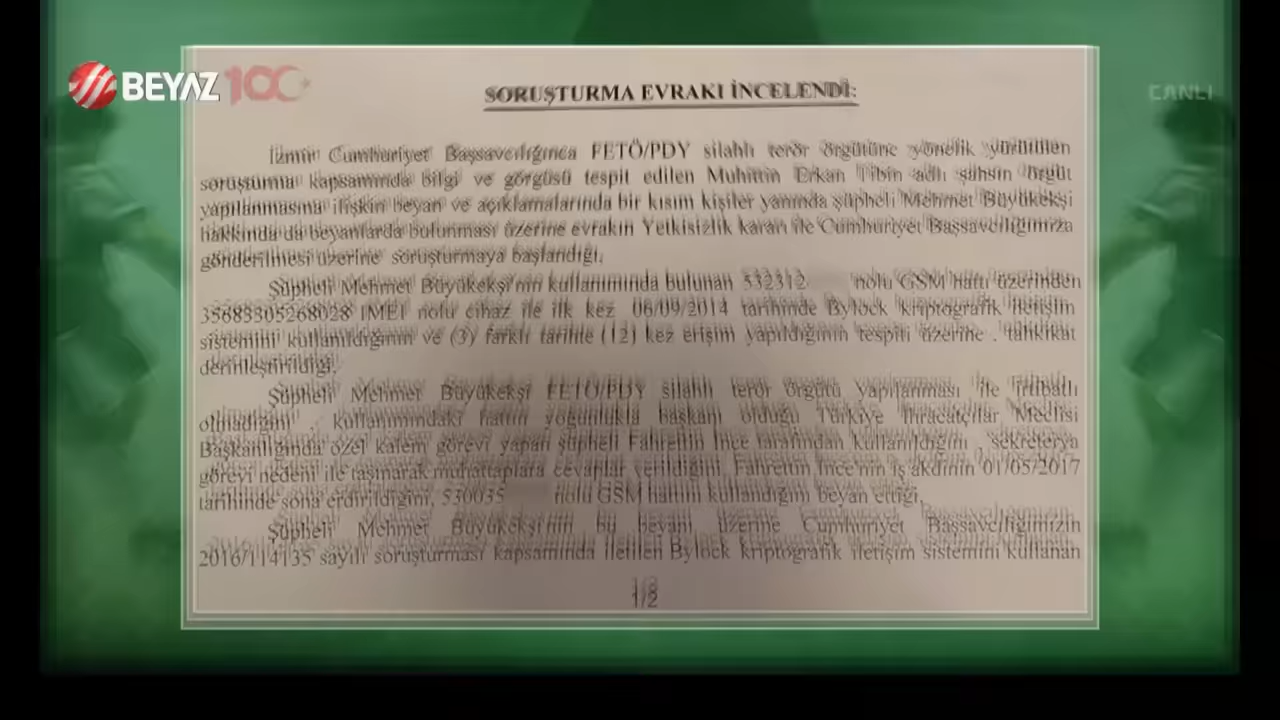 BEYAZ 100
CANLI
SORUŞTURMA EVRAKI İNCELENDİ:
İzmir Cumhuriyet Başsavcılığınca FETÖ/PDY silahlı terör örgütüne yönelik yürütülen
soruşturma kapsamında bilgi ve görgüsü tespit edilen Muhittin Erkan Tibin adlı şahsın örgüt
yapılanmasına ilişkin beyan ve açıklamalarında bir kısım kişiler yanında şüpheli Mehmet Büyükekşi
hakkında da beyanlarda bulunması üzerine evrakın Yetkisizlik kararı ile Cumhuriyet Başsavcılığımıza
gönderilmesi üzerine soruşturmaya başlandığı,
Şüpheli Mehmet Büyükekşi'nin kullanımında bulunan 532312 nolu GSM hattı üzerinden
35683305268028 IMEI nolu cihaz ile ilk kez 06/09/2014 tarihinde Bylock kriptografik iletişim
sistemini kullanıldığının ve (3) farklı tarihte (12) kez erişim yapıldığının tespiti üzerine . tahkikat
derinleştirildiği,
Şüpheli Mehmet Büyükekşi FETÖ/PDY silahlı terör örgütü yapılanması ile irtibatlı
olmadığını , kullanımındaki hattın yoğunlukla başkanı olduğu Türkiye İhracatçılar Meclisi
Başkanlığında özel kalem görevi yapan şüpheli Fahrettin İnce tarafından kullanıldığını , sekreterya
görevi nedeni ile taşınarak muhattaplara cevaplar verildiğini, Fahrettin İnce'nin iş akdinin 01/05/2017
tarihinde sona erdirildiğini, 530035 nolu GSM hattını kullandığını beyan ettiği,
Şüpheli Mehmet Büyükekşi'nin bu beyanı üzerine Cumhuriyet Başsavcılığımızın
2016/114135 sayılı soruşturması kapsamında iletilen Bylock kriptografik iletişim sistemini kullanan